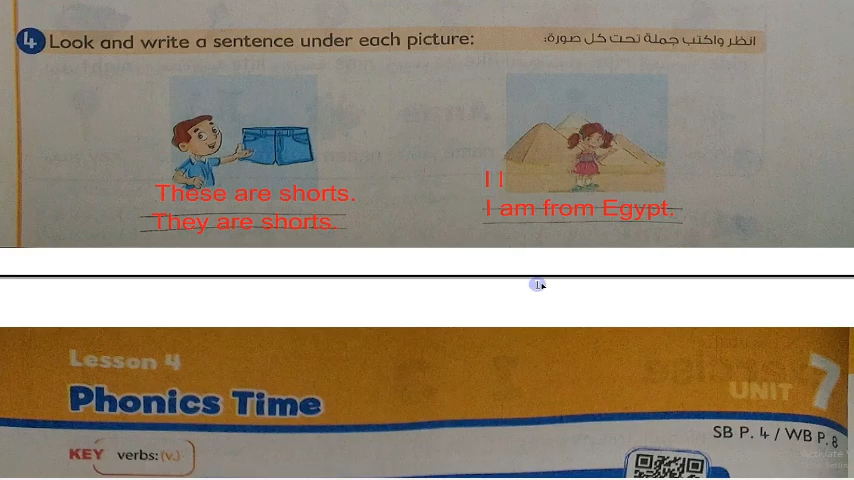 4 Look and write a sentence under each picture:
انظر واكتب جملة تحت كل صورة:
These are shorts.
They are shorts.
I l
I am from Egypt.
Lesson 4
Phonics Time
UNIT 7
SB P. 4 / WB P. 8
KEY verbs: (v.)